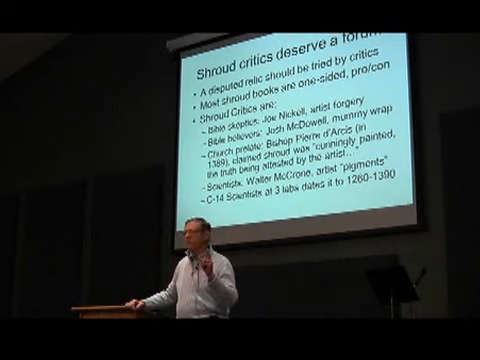 Shroud critics deserve a forum
• A disputed relic should be tried by critics
• Most shroud books are one-sided, pro/con
• Shroud Critics are:
– Bible skeptics: Joe Nickell, artist forgery
– Bible believers: Josh McDowell, mummy wrap
– Church prelate: Bishop Pierre d'Arcis (in
1389), claimed shroud was "cunningly painted,
the truth being attested by the artist..."
– Scientists: Walter McCrone, artist "pigments"
– C-14 Scientists at 3 labs dates it to 1260-1390